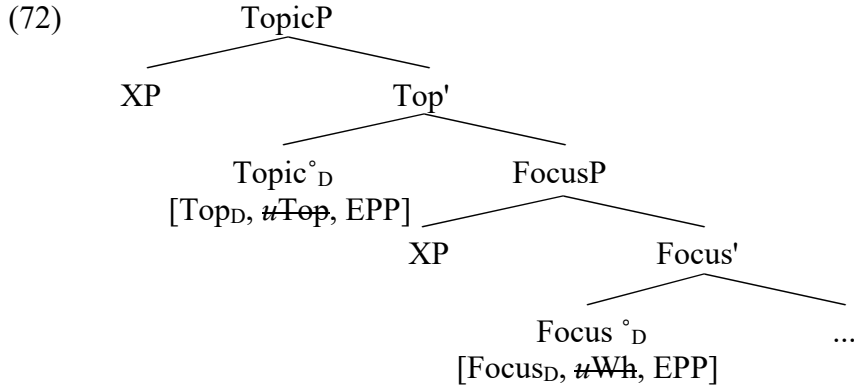 (72) TopicP
XP Top'
Topic°D FocusP
[TopD, uTop, EPP]
XP Focus'
Focus °D ...
[FocusD, uWh, EPP]